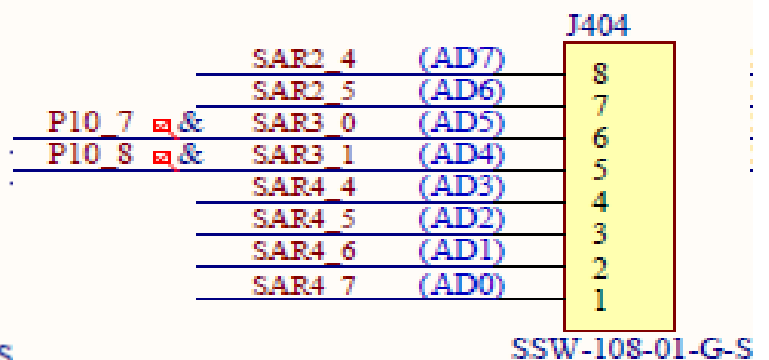 J404
SAR2_4 (AD7) 8
SAR2_5 (AD6) 7
P10_7 & SAR3_0 (AD5) 6
P10_8 & SAR3_1 (AD4) 5
SAR4_4 (AD3) 4
SAR4_5 (AD2) 3
SAR4_6 (AD1) 2
SAR4_7 (AD0) 1
SSW-108-01-G-S
S